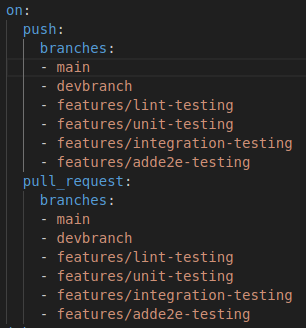 on:
  push:
    branches:
    - main
    - devbranch
    - features/lint-testing
    - features/unit-testing
    - features/integration-testing
    - features/adde2e-testing
  pull_request:
    branches:
    - main
    - devbranch
    - features/lint-testing
    - features/unit-testing
    - features/integration-testing
    - features/adde2e-testing